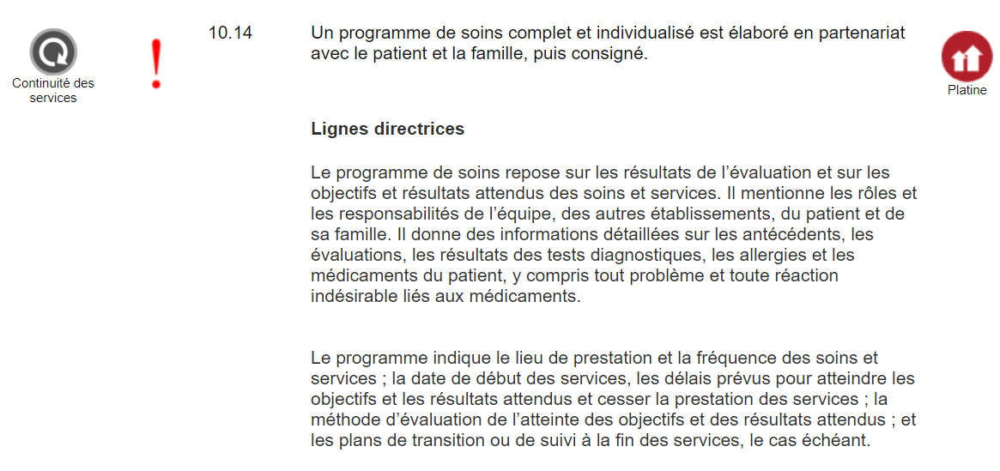 10.14 Un programme de soins complet et individualisé est élaboré en partenariat
avec le patient et la famille, puis consigné.
Continuité des
services
!
Platine
Lignes directrices
Le programme de soins repose sur les résultats de l’évaluation et sur les
objectifs et résultats attendus des soins et services. Il mentionne les rôles et
les responsabilités de l’équipe, des autres établissements, du patient et de
sa famille. Il donne des informations détaillées sur les antécédents, les
évaluations, les résultats des tests diagnostiques, les allergies et les
médicaments du patient, y compris tout problème et toute réaction
indésirable liés aux médicaments.
Le programme indique le lieu de prestation et la fréquence des soins et
services ; la date de début des services, les délais prévus pour atteindre les
objectifs et les résultats attendus et cesser la prestation des services ; la
méthode d’évaluation de l’atteinte des objectifs et des résultats attendus ; et
les plans de transition ou de suivi à la fin des services, le cas échéant.